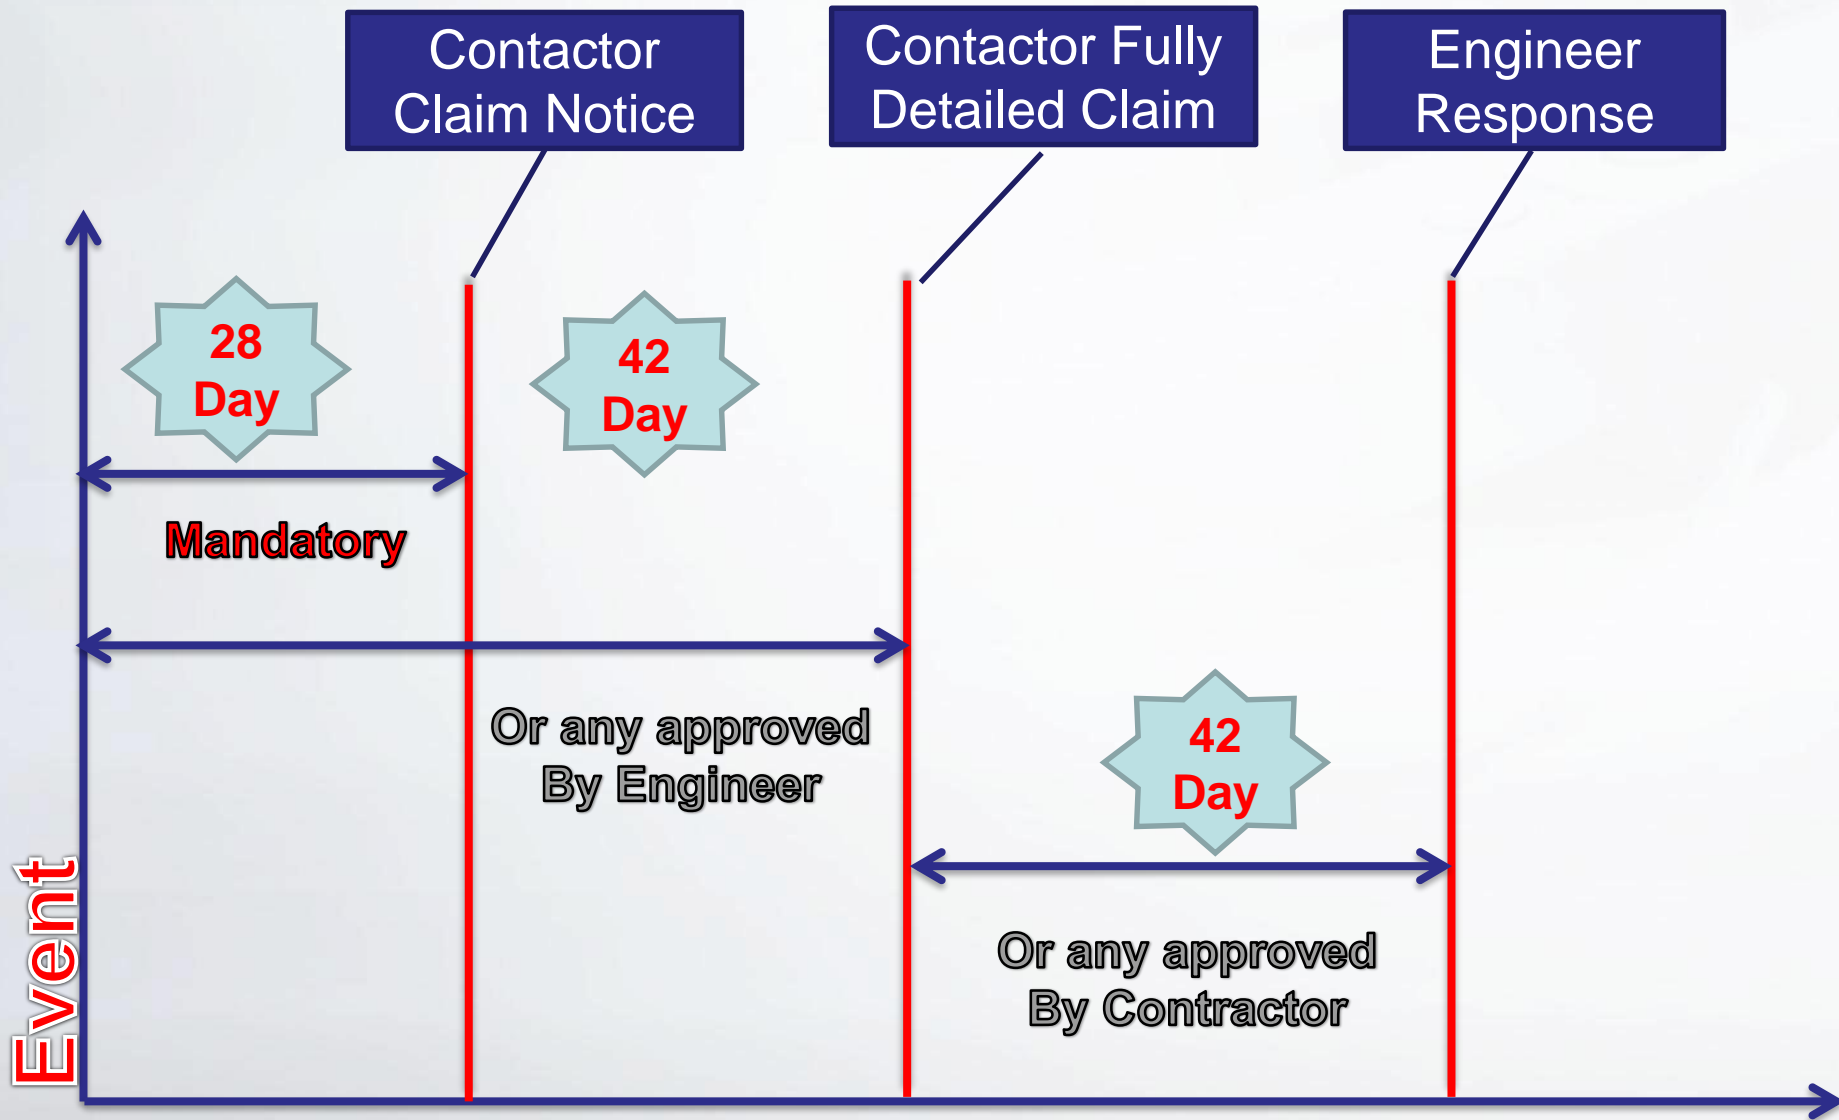 Contactor
Claim Notice
Contactor Fully
Detailed Claim
Engineer
Response
28
Day
42
Day
Mandatory
Or any approved
By Engineer
42
Day
Or any approved
By Contractor
Event